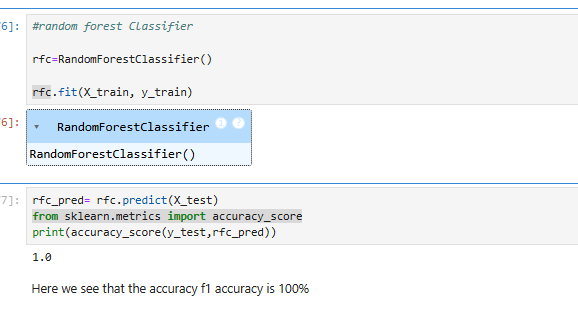 6]:
#random forest Classifier
rfc=RandomForestClassifier()
rfc.fit(X_train, y_train)
6]:
RandomForestClassifier i ?
RandomForestClassifier()
7]:
rfc_pred= rfc.predict(X_test)
from sklearn.metrics import accuracy_score
print(accuracy_score(y_test,rfc_pred))
1.0
Here we see that the accuracy f1 accuracy is 100%